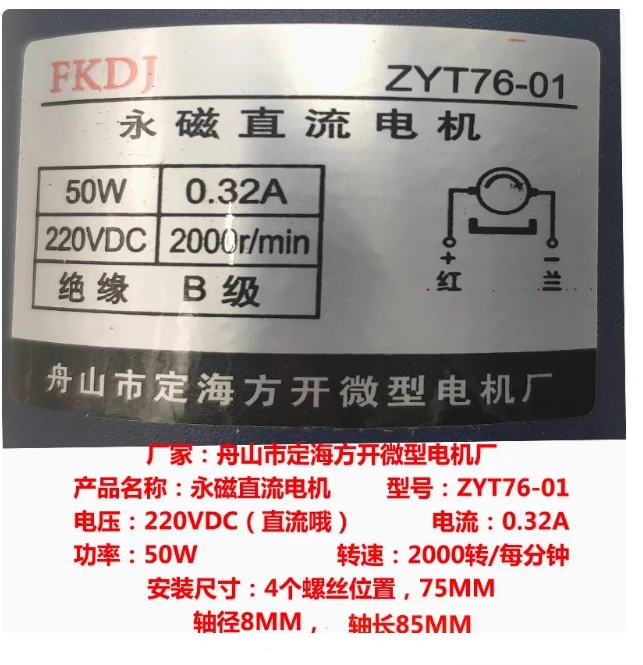 FKDJ ZYT76-01
永磁直流电机
50W 0.32A
220VDC 2000r/min
绝缘 B级
+ −
红 兰
舟山市定海方开微型电机厂
厂家：舟山市定海方开微型电机厂
产品名称：永磁直流电机 型号：ZYT76-01
电压：220VDC（直流哦） 电流：0.32A
功率：50W 转速：2000转/每分钟
安装尺寸：4个螺丝位置，75MM
轴径8MM， 轴长85MM